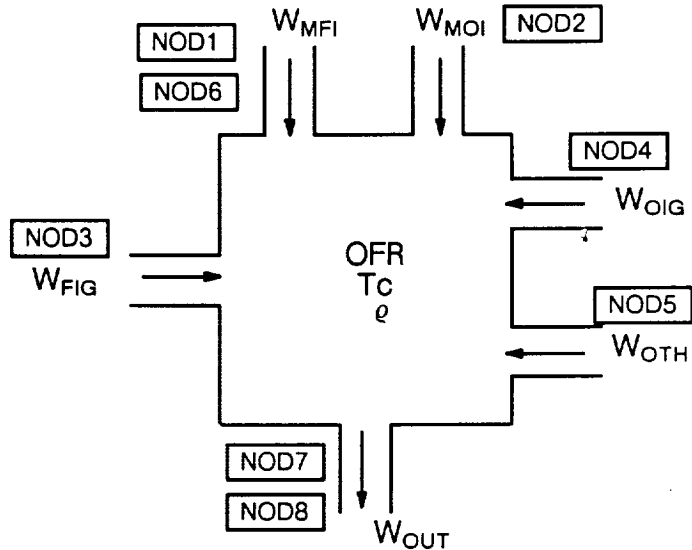 NOD1
W_MFI
W_MOI
NOD2
NOD6
NOD4
W_OIG
NOD3
W_FIG
OFR
Tc
ϱ
NOD5
W_OTH
NOD7
NOD8
W_OUT